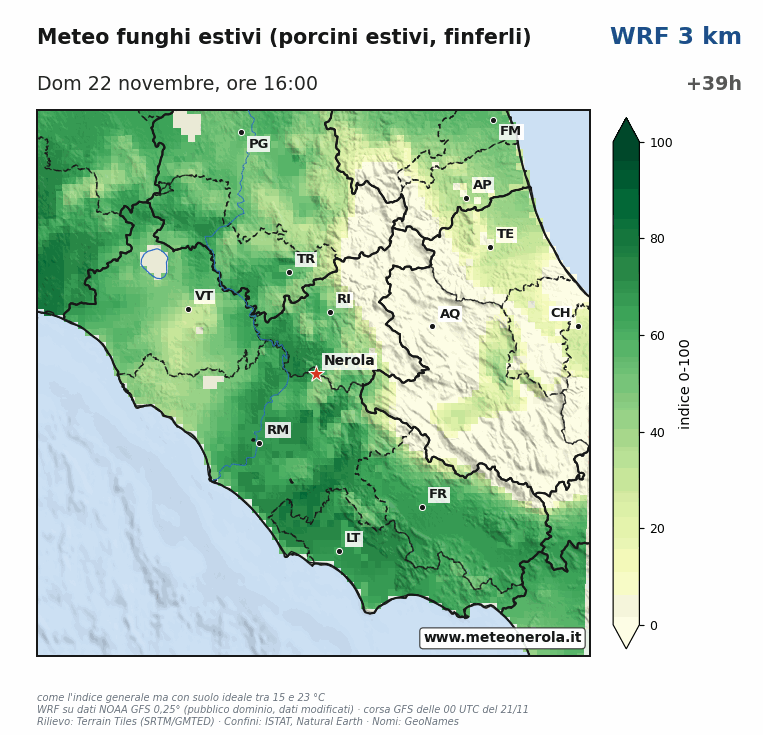 Meteo funghi estivi (porcini estivi, finferli)
WRF 3 km
Dom 22 novembre, ore 16:00
+39h
FM
PG
AP
TE
TR
RI
VT
AQ
CH
Nerola
RM
FR
LT
www.meteonerola.it
100
80
60
40
20
0
indice 0-100
come l'indice generale ma con suolo ideale tra 15 e 23 °C
WRF su dati NOAA GFS 0,25° (pubblico dominio, dati modificati) · corsa GFS delle 00 UTC del 21/11
Rilievo: Terrain Tiles (SRTM/GMTED) · Confini: ISTAT, Natural Earth · Nomi: GeoNames